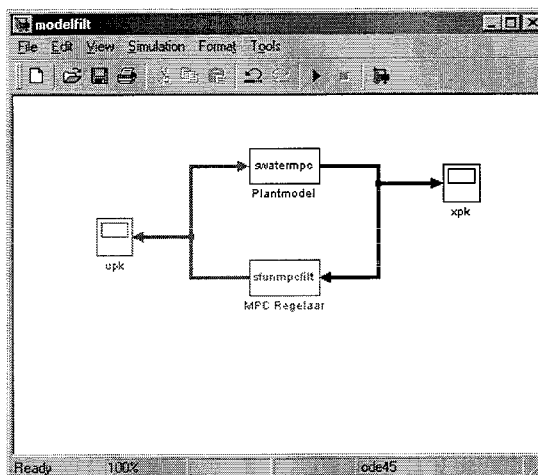 modelfilt
File Edit View Simulation Format Tools
swatermpc
Plantmodel
xpk
upk
sfunmpcfilt
MPC Regelaar
Ready 100% ode45